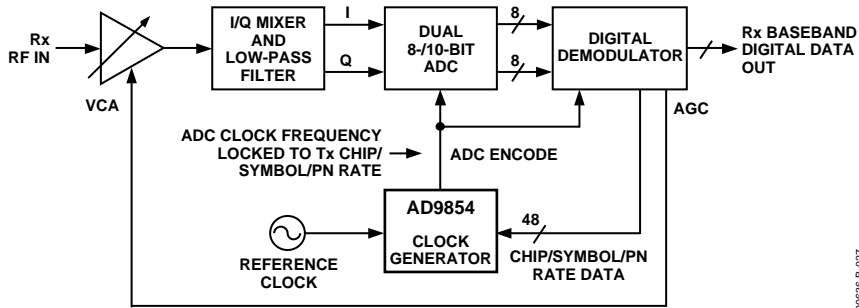 Rx
RF IN
VCA
I/Q MIXER
AND
LOW-PASS
FILTER
I
Q
DUAL
8-/10-BIT
ADC
8
8
DIGITAL
DEMODULATOR
Rx BASEBAND
DIGITAL DATA
OUT
AGC
ADC CLOCK FREQUENCY
LOCKED TO Tx CHIP/
SYMBOL/PN RATE
ADC ENCODE
AD9854
CLOCK
GENERATOR
48
CHIP/SYMBOL/PN
RATE DATA
REFERENCE
CLOCK